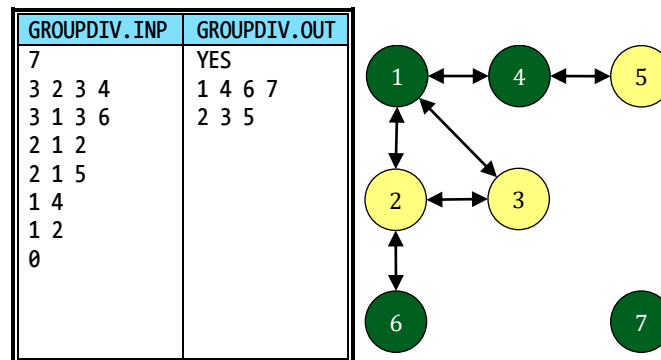 GROUPDIV.INP GROUPDIV.OUT
7 YES
3 2 3 4 1 4 6 7
3 1 3 6 2 3 5
2 1 2
2 1 5
1 4
1 2
0
1 4 5
2 3
6 7